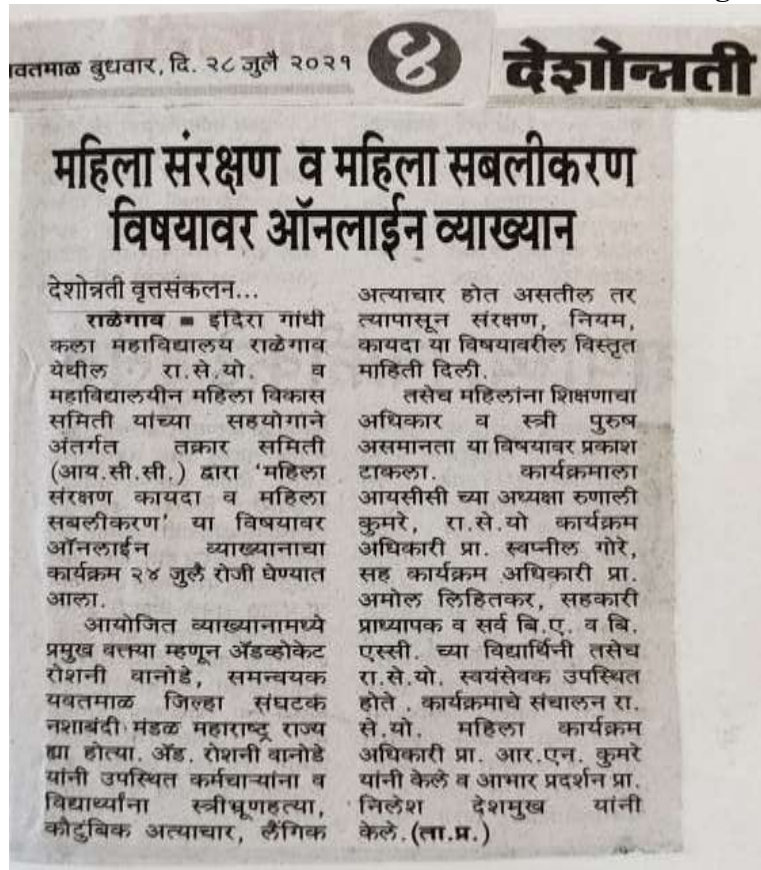 यवतमाळ बुधवार, दि. २८ जुलै २०२१
४
देशोन्नती
महिला संरक्षण व महिला सबलीकरण
विषयावर ऑनलाईन व्याख्यान
देशोन्नती वृत्तसंकलन...
राळेगाव = इंदिरा गांधी
कला महाविद्यालय राळेगाव
येथील रा.से.यो. व
महाविद्यालयीन महिला विकास
समिती यांच्या सहयोगाने
अंतर्गत तक्रार समिती
(आय.सी.सी.) द्वारा 'महिला
संरक्षण कायदा व महिला
सबलीकरण' या विषयावर
ऑनलाईन व्याख्यानाचा
कार्यक्रम २४ जुलै रोजी घेण्यात
आला.
आयोजित व्याख्यानामध्ये
प्रमुख वक्त्या म्हणून अॅडव्होकेट
रोशनी वानोडे, समन्वयक
यवतमाळ जिल्हा संघटक
नशाबंदी मंडळ महाराष्ट्र राज्य
ह्या होत्या. अॅड. रोशनी वानोडे
यांनी उपस्थित कर्मचाऱ्यांना व
विद्यार्थ्यांना स्त्रीभ्रूणहत्या,
कौटुंबिक अत्याचार, लैंगिक
अत्याचार होत असतील तर
त्यापासून संरक्षण, नियम,
कायदा या विषयावरील विस्तृत
माहिती दिली.
तसेच महिलांना शिक्षणाचा
अधिकार व स्त्री पुरुष
असमानता या विषयावर प्रकाश
टाकला. कार्यक्रमाला
आयसीसी च्या अध्यक्षा रुणाली
कुमरे, रा.से.यो कार्यक्रम
अधिकारी प्रा. स्वप्नील गोरे,
सह कार्यक्रम अधिकारी प्रा.
अमोल लिहितकर, सहकारी
प्राध्यापक व सर्व बि.ए. व बि.
एस्सी. च्या विद्यार्थिनी तसेच
रा.से.यो. स्वयंसेवक उपस्थित
होते . कार्यक्रमाचे संचालन रा.
से.यो. महिला कार्यक्रम
अधिकारी प्रा. आर.एन. कुमरे
यांनी केले व आभार प्रदर्शन प्रा.
निलेश देशमुख यांनी
केले.(ता.प्र.)